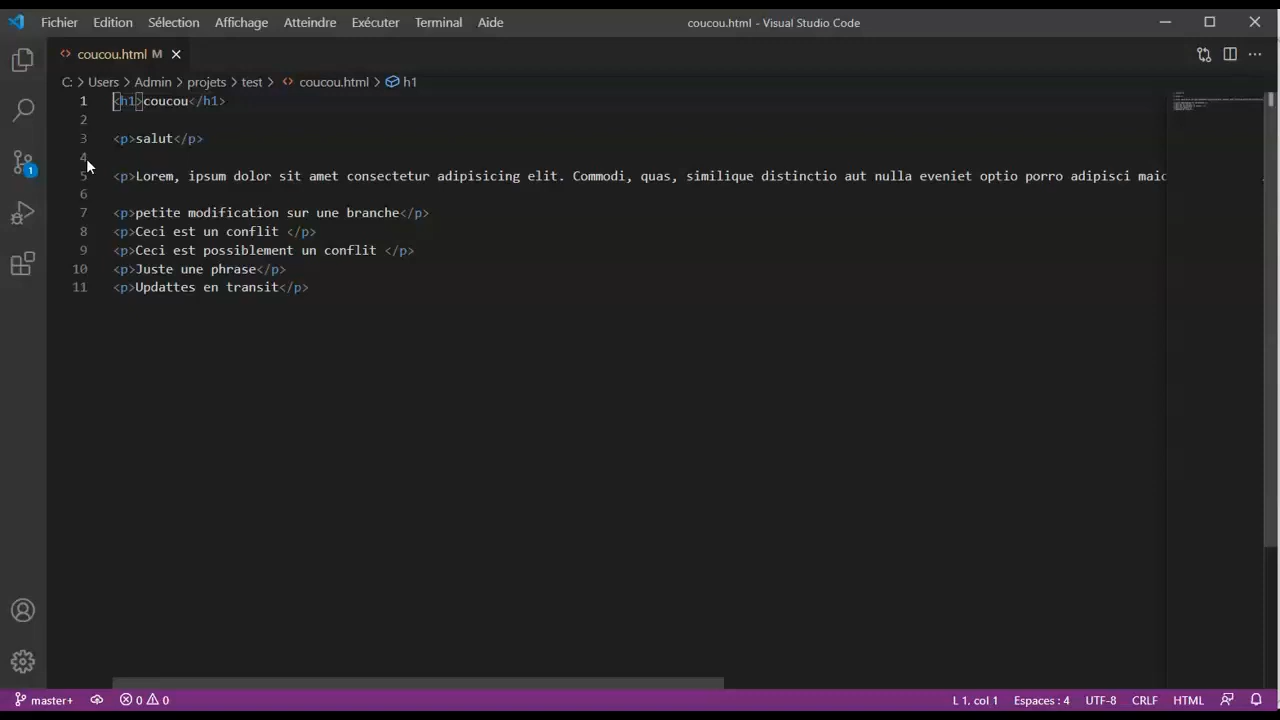 Fichier Edition Sélection Affichage Atteindre Exécuter Terminal Aide coucou.html - Visual Studio Code
coucou.html M
C: > Users > Admin > projets > test > coucou.html > h1
1 <h1>coucou</h1>
2
3 <p>salut</p>
4
5 <p>Lorem, ipsum dolor sit amet consectetur adipisicing elit. Commodi, quas, similique distinctio aut nulla eveniet optio porro adipisci maio
6
7 <p>petite modification sur une branche</p>
8 <p>Ceci est un conflit </p>
9 <p>Ceci est possiblement un conflit </p>
10 <p>Juste une phrase</p>
11 <p>Updattes en transit</p>
1
master+ 0 0 L 1, col 1 Espaces : 4 UTF-8 CRLF HTML